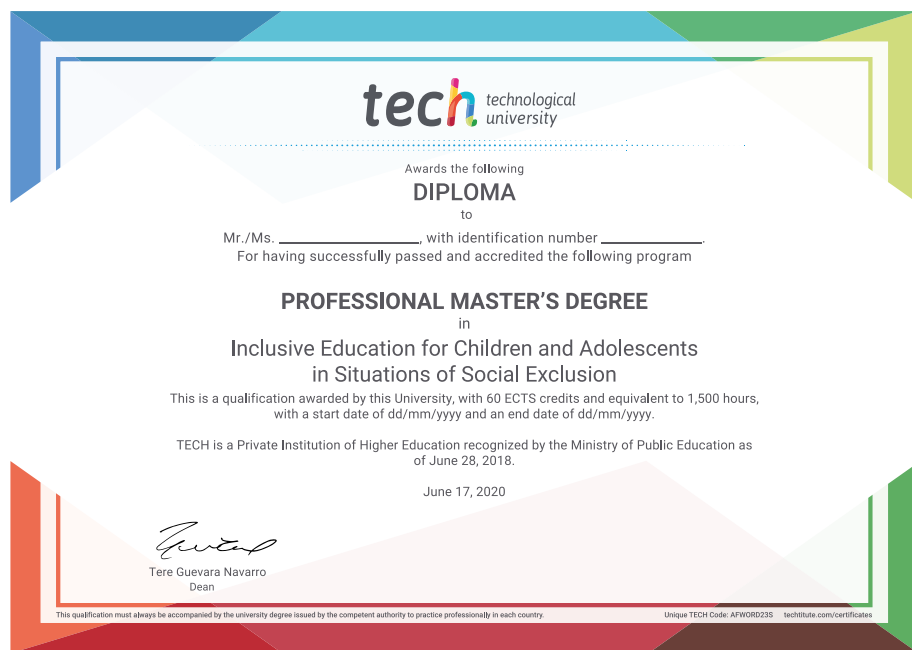 tech technological
university
Awards the following
DIPLOMA
to
Mr./Ms. ____________________, with identification number ______________.
For having successfully passed and accredited the following program
PROFESSIONAL MASTER'S DEGREE
in
Inclusive Education for Children and Adolescents
in Situations of Social Exclusion
This is a qualification awarded by this University, with 60 ECTS credits and equivalent to 1,500 hours,
with a start date of dd/mm/yyyy and an end date of dd/mm/yyyy.
TECH is a Private Institution of Higher Education recognized by the Ministry of Public Education as
of June 28, 2018.
June 17, 2020
Tere Guevara Navarro
Dean
This qualification must always be accompanied by the university degree issued by the competent authority to practice professionally in each country.
Unique TECH Code: AFWORD23S techtitute.com/certificates